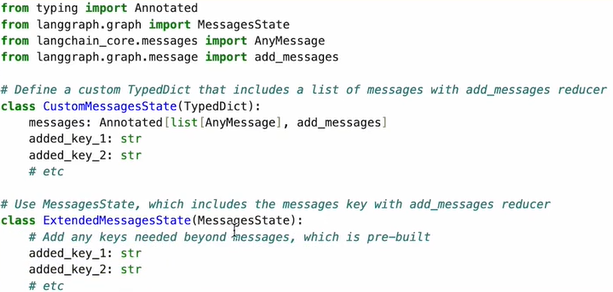 from typing import Annotated
from langgraph.graph import MessagesState
from langchain_core.messages import AnyMessage
from langgraph.graph.message import add_messages
# Define a custom TypedDict that includes a list of messages with add_messages reducer
class CustomMessagesState(TypedDict):
    messages: Annotated[list[AnyMessage], add_messages]
    added_key_1: str
    added_key_2: str
    # etc
# Use MessagesState, which includes the messages key with add_messages reducer
class ExtendedMessagesState(MessagesState):
    # Add any keys needed beyond messages, which is pre-built
    added_key_1: str
    added_key_2: str
    # etc